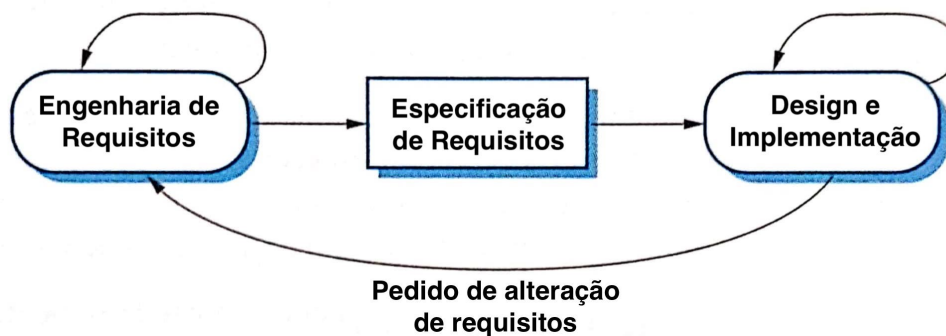 Engenharia de
Requisitos
Especificação
de Requisitos
Design e
Implementação
Pedido de alteração
de requisitos